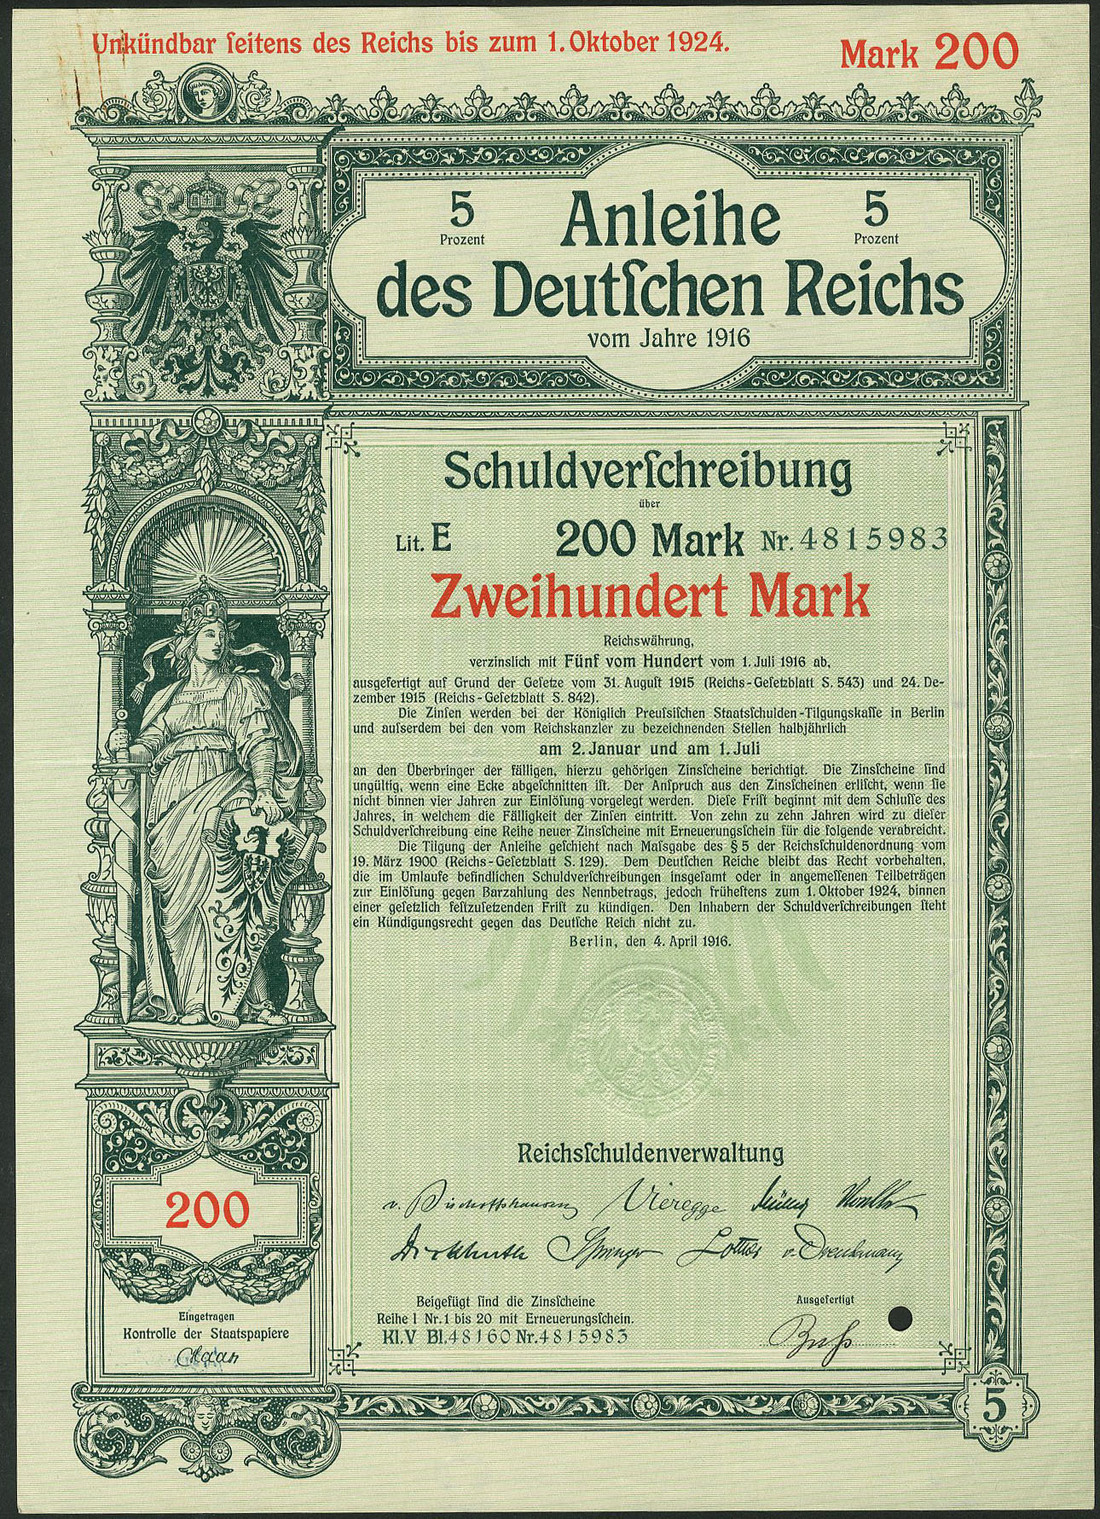 Unkündbar ſeitens des Reichs bis zum 1. Oktober 1924.
Mark 200
5 Prozent
Anleihe
5 Prozent
des Deutſchen Reichs
vom Jahre 1916
Schuldverſchreibung
über
Lit. E 200 Mark Nr. 4815983
Zweihundert Mark
Reichswährung,
verzinslich mit Fünf vom Hundert vom 1. Juli 1916 ab,
ausgefertigt auf Grund der Geſetze vom 31. Auguſt 1915 (Reichs-Geſetzblatt S. 543) und 24. De-
zember 1915 (Reichs-Geſetzblatt S. 842).
Die Zinſen werden bei der Königlich Preuſsiſchen Staatsſchulden-Tilgungskaſſe in Berlin
und auſserdem bei den vom Reichskanzler zu bezeichnenden Stellen halbjährlich
am 2. Januar und am 1. Juli
an den Überbringer der fälligen, hierzu gehörigen Zinsſcheine berichtigt. Die Zinsſcheine ſind
ungültig, wenn eine Ecke abgeſchnitten iſt. Der Anſpruch aus den Zinsſcheinen erliſcht, wenn ſie
nicht binnen vier Jahren zur Einlöſung vorgelegt werden. Dieſe Friſt beginnt mit dem Schluſſe des
Jahres, in welchem die Fälligkeit der Zinſen eintritt. Von zehn zu zehn Jahren wird zu dieſer
Schuldverſchreibung eine Reihe neuer Zinsſcheine mit Erneuerungsſchein für die folgende verabreicht.
Die Tilgung der Anleihe geſchieht nach Maſsgabe des § 5 der Reichsſchuldenordnung vom
19. März 1900 (Reichs-Geſetzblatt S. 129). Dem Deutſchen Reiche bleibt das Recht vorbehalten,
die im Umlaufe befindlichen Schuldverſchreibungen insgeſamt oder in angemeſſenen Teilbeträgen
zur Einlöſung gegen Barzahlung des Nennbetrags, jedoch früheſtens zum 1. Oktober 1924, binnen
einer geſetzlich feſtzuſetzenden Friſt zu kündigen. Den Inhabern der Schuldverſchreibungen ſteht
ein Kündigungsrecht gegen das Deutſche Reich nicht zu.
Berlin, den 4. April 1916.
Reichsſchuldenverwaltung
v. Bischoffshausen Vieregge Müller
Springer
200
Eingetragen
Kontrolle der Staatspapiere
Beigefügt ſind die Zinsſcheine
Reihe I Nr. 1 bis 20 mit Erneuerungsſchein.
Kl. V Bl. 48160 Nr. 4815983
Ausgefertigt
5